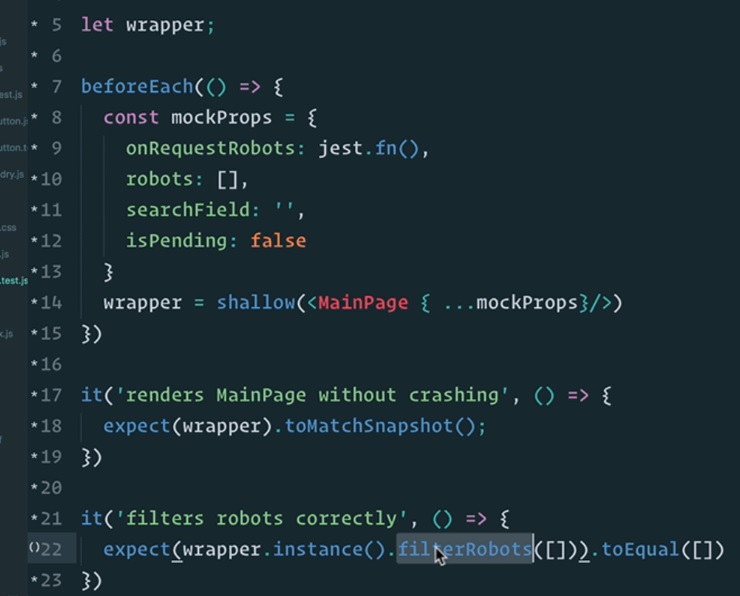 js
* 5 let wrapper;
s
* 6
est.js
* 7 beforeEach(() => {
utton.j
* 8 const mockProps = {
utton.t
* 9 onRequestRobots: jest.fn(),
dry.js
*10 robots: [],
*11 searchField: '',
.css
*12 isPending: false
.js
*13 }
.test.js
*14 wrapper = shallow(<MainPage { ...mockProps}/>)
x.js
*15 })
*16
*17 it('renders MainPage without crashing', () => {
*18 expect(wrapper).toMatchSnapshot();
*19 })
*20
*21 it('filters robots correctly', () => {
()22 expect(wrapper.instance().filterRobots([])).toEqual([])
*23 })